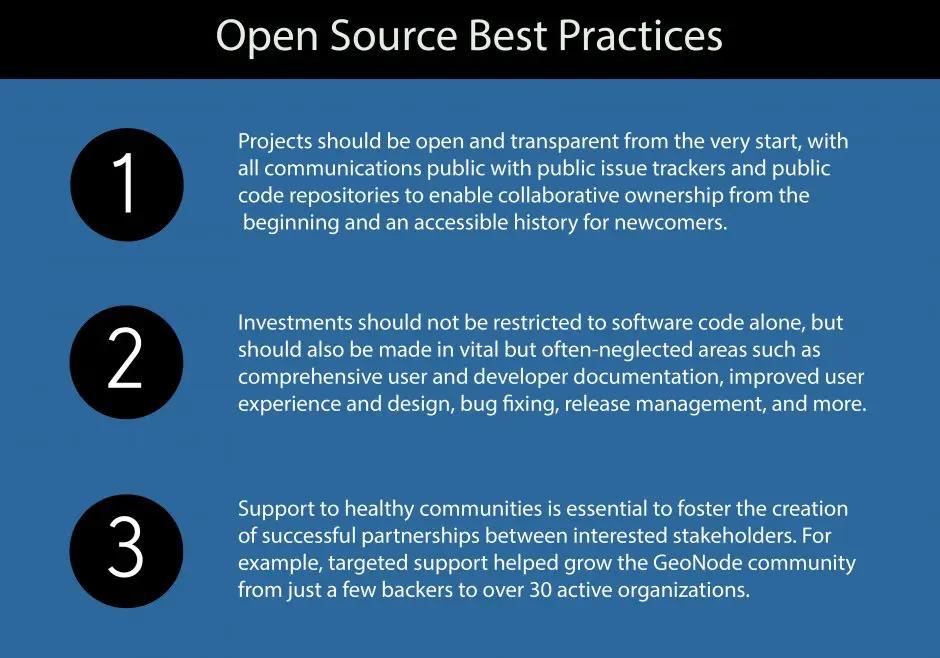 Open Source Best Practices
1
Projects should be open and transparent from the very start, with
all communications public with public issue trackers and public
code repositories to enable collaborative ownership from the
beginning and an accessible history for newcomers.
2
Investments should not be restricted to software code alone, but
should also be made in vital but often-neglected areas such as
comprehensive user and developer documentation, improved user
experience and design, bug fixing, release management, and more.
3
Support to healthy communities is essential to foster the creation
of successful partnerships between interested stakeholders. For
example, targeted support helped grow the GeoNode community
from just a few backers to over 30 active organizations.